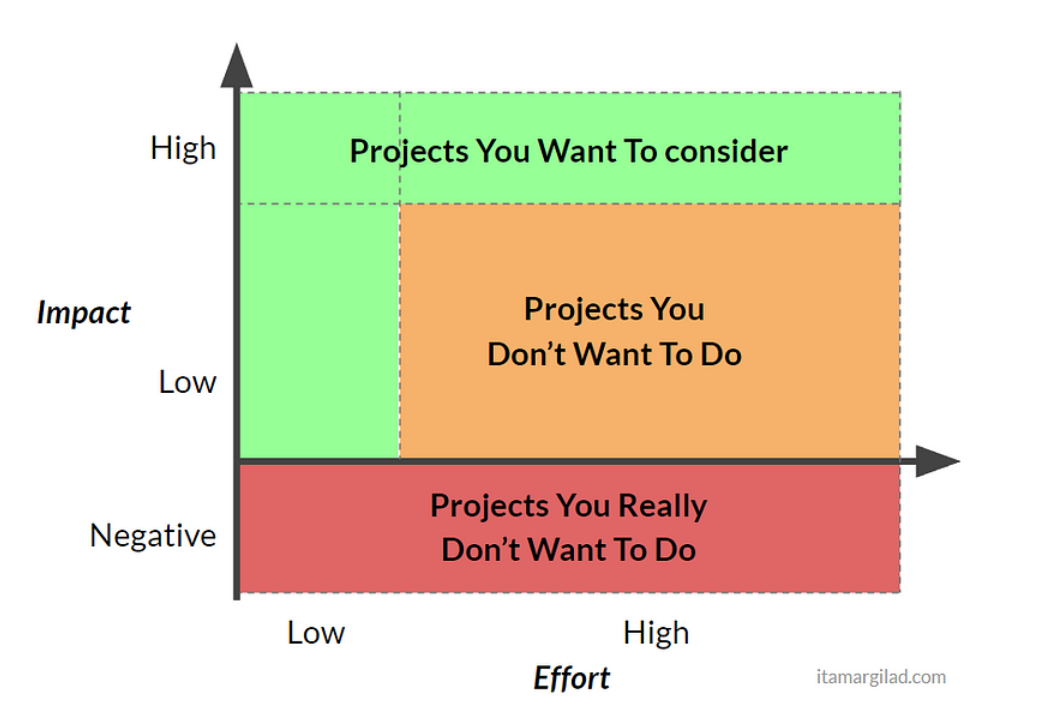 High
Projects You Want To consider
Impact
Projects You
Don't Want To Do
Low
Projects You Really
Don't Want To Do
Negative
Low
High
Effort
itamargilad.com